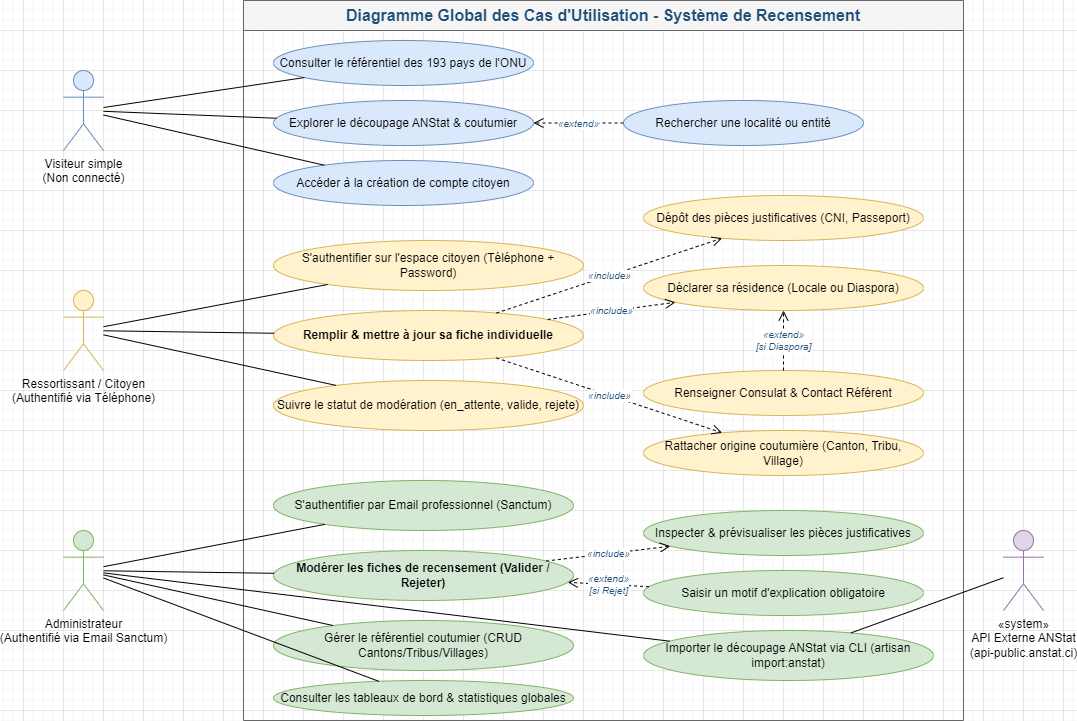 Diagramme Global des Cas d'Utilisation - Système de Recensement
Consulter le référentiel des 193 pays de l'ONU
Explorer le découpage ANStat & coutumier
«extend»
Rechercher une localité ou entité
Accéder à la création de compte citoyen
Visiteur simple
(Non connecté)
Dépôt des pièces justificatives (CNI, Passeport)
S'authentifier sur l'espace citoyen (Téléphone +
Password)
«include»
Déclarer sa résidence (Locale ou Diaspora)
«include»
Remplir & mettre à jour sa fiche individuelle
«extend»
[si Diaspora]
Ressortissant / Citoyen
(Authentifié via Téléphone)
Renseigner Consulat & Contact Référent
«include»
Suivre le statut de modération (en_attente, valide, rejete)
Rattacher origine coutumière (Canton, Tribu,
Village)
S'authentifier par Email professionnel (Sanctum)
Inspecter & prévisualiser les pièces justificatives
«include»
Modérer les fiches de recensement (Valider /
Rejeter)
«extend»
[si Rejet]
Saisir un motif d'explication obligatoire
Administrateur
(Authentifié via Email Sanctum)
«system»
API Externe ANStat
(api-public.anstat.ci)
Gérer le référentiel coutumier (CRUD
Cantons/Tribus/Villages)
Importer le découpage ANStat via CLI (artisan
import:anstat)
Consulter les tableaux de bord & statistiques globales